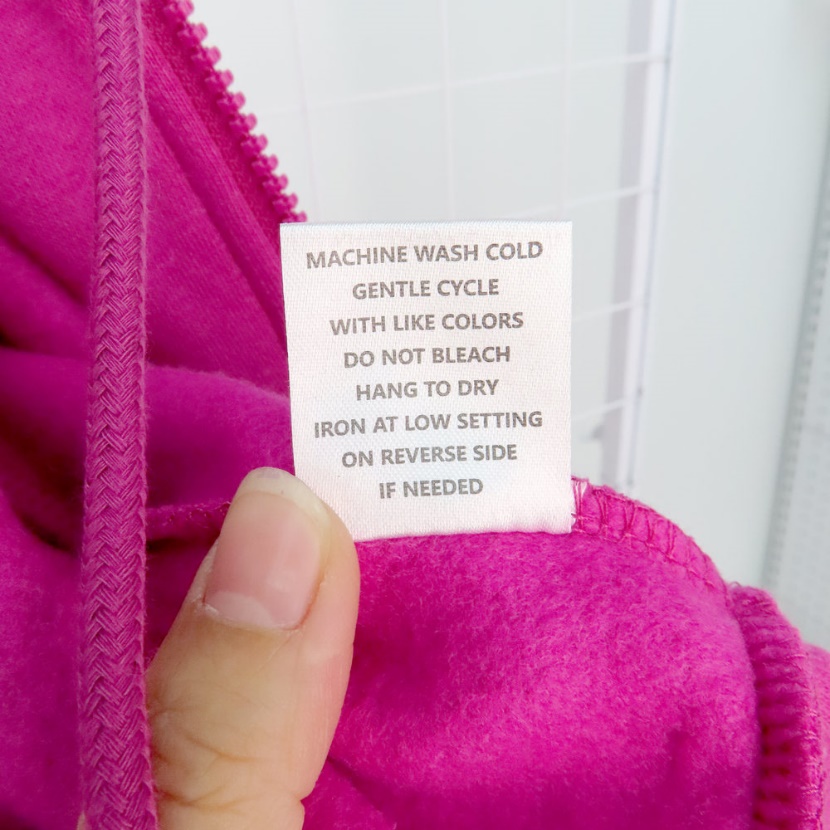 MACHINE WASH COLD
GENTLE CYCLE
WITH LIKE COLORS
DO NOT BLEACH
HANG TO DRY
IRON AT LOW SETTING
ON REVERSE SIDE
IF NEEDED